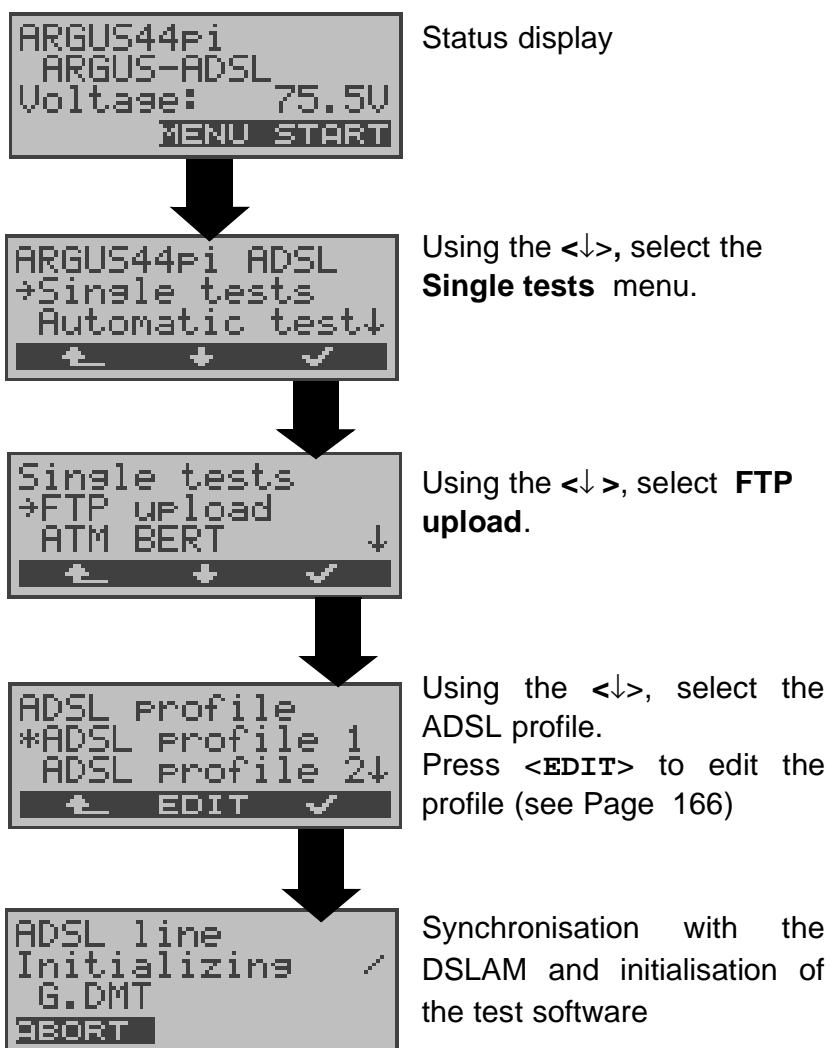 ARGUS44pi
ARGUS-ADSL
Voltage: 75.5V
MENU START
Status display
ARGUS44pi ADSL
→Single tests
Automatic test↓
Using the <↓>, select the
Single tests menu.
Single tests
→FTP upload
ATM BERT ↓
Using the <↓ >, select FTP
upload.
ADSL profile
*ADSL profile 1
ADSL profile 2↓
EDIT
Using the <↓>, select the
ADSL profile.
Press <EDIT> to edit the
profile (see Page 166)
ADSL line
Initializing /
G.DMT
ABORT
Synchronisation with the
DSLAM and initialisation of
the test software